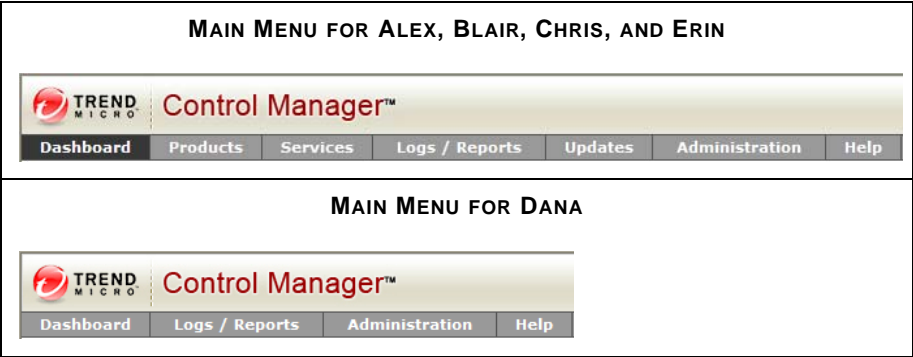 MAIN MENU FOR ALEX, BLAIR, CHRIS, AND ERIN
TREND MICRO Control Manager™
Dashboard Products Services Logs / Reports Updates Administration Help
MAIN MENU FOR DANA
TREND MICRO Control Manager™
Dashboard Logs / Reports Administration Help